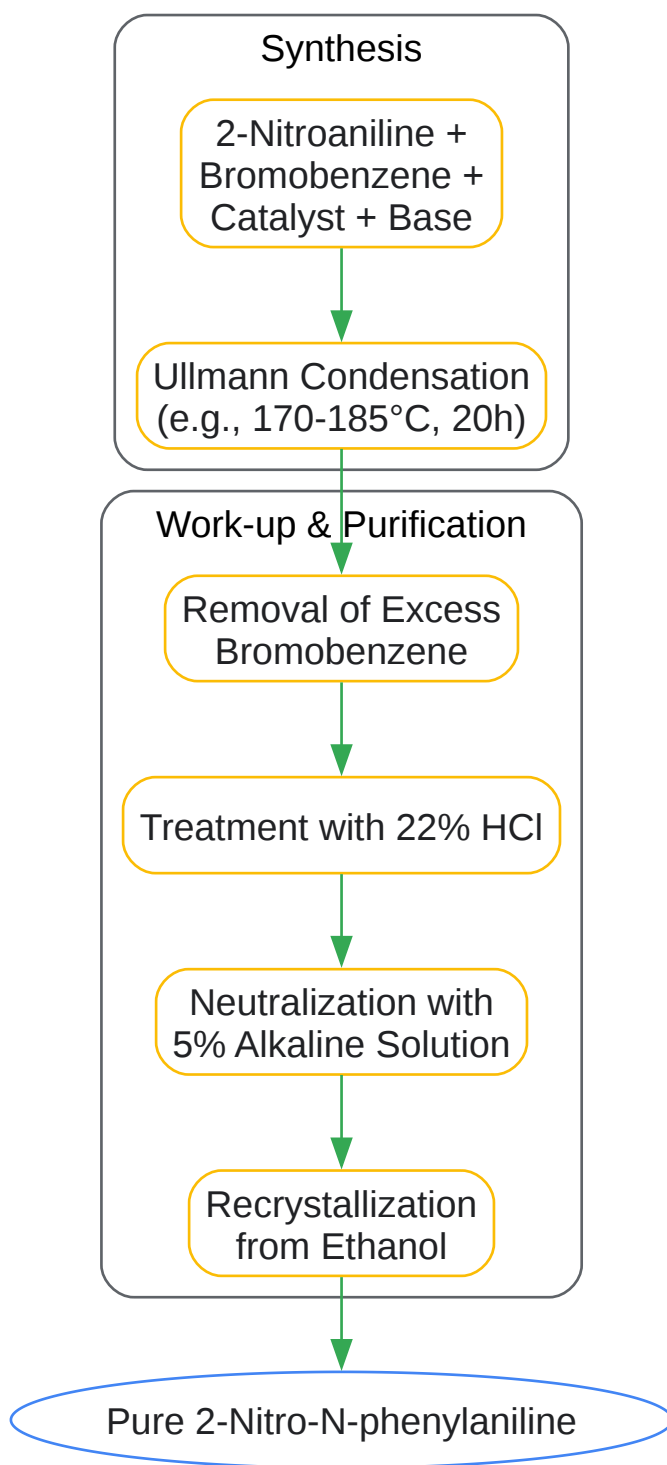 Synthesis
2-Nitroaniline +
Bromobenzene +
Catalyst + Base
Ullmann Condensation
(e.g., 170-185°C, 20h)
Work-up & Purification
Removal of Excess
Bromobenzene
Treatment with 22% HCl
Neutralization with
5% Alkaline Solution
Recrystallization
from Ethanol
Pure 2-Nitro-N-phenylaniline